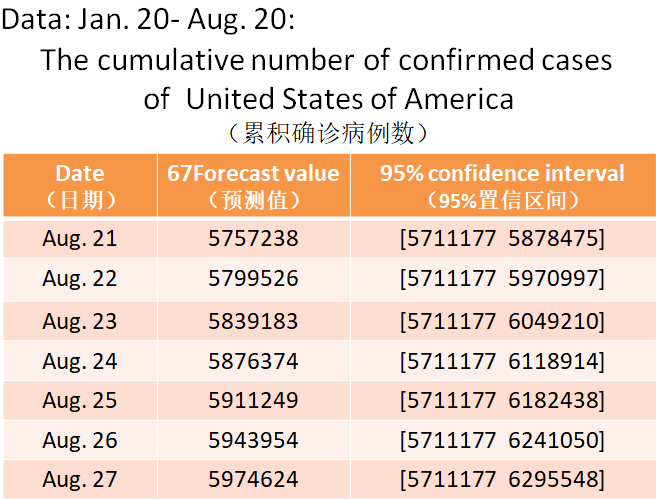 Data: Jan. 20- Aug. 20:
The cumulative number of confirmed cases
of United States of America
（累积确诊病例数）
Date 67Forecast value 95% confidence interval
（日期） （预测值） （95%置信区间）
Aug. 21 5757238 [5711177 5878475]
Aug. 22 5799526 [5711177 5970997]
Aug. 23 5839183 [5711177 6049210]
Aug. 24 5876374 [5711177 6118914]
Aug. 25 5911249 [5711177 6182438]
Aug. 26 5943954 [5711177 6241050]
Aug. 27 5974624 [5711177 6295548]